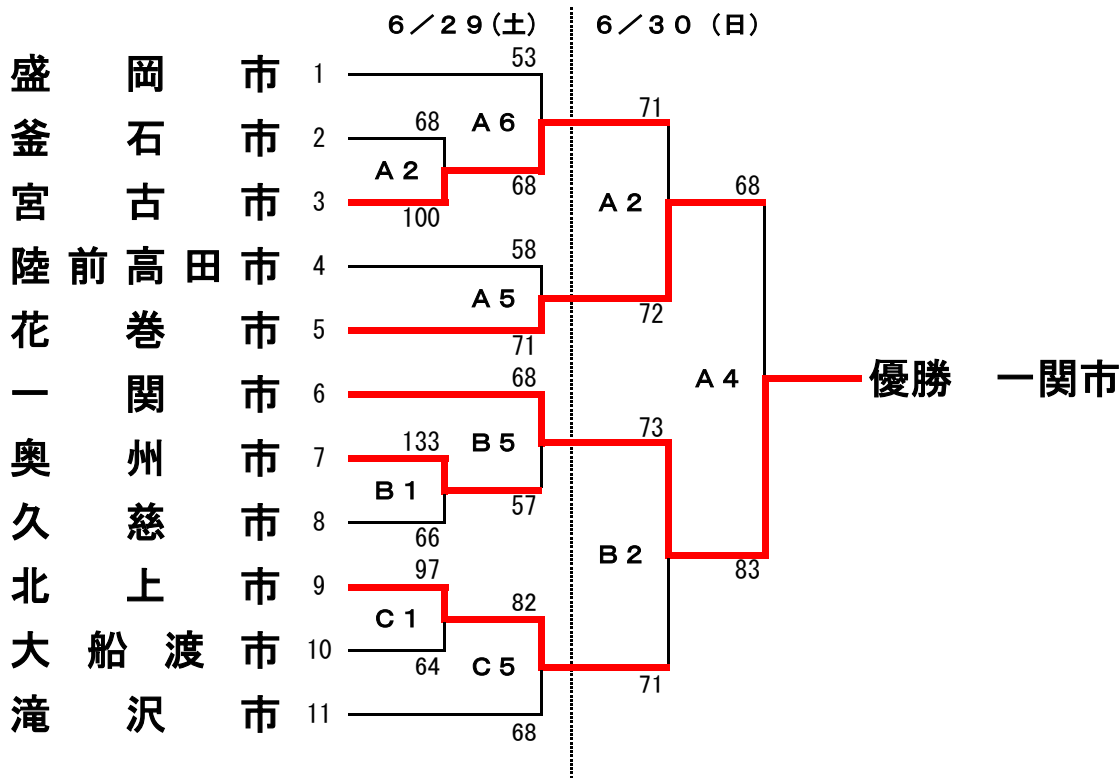 ６／２９(土) ６／３０（日）
53
盛岡市 1
71
68 Ａ６
釜石市 2
Ａ２
68 Ａ２ 68
宮古市 3
100
58
陸前高田市 4
Ａ５
72
花巻市 5
71
68 Ａ４ 優勝 一関市
一関市 6
73
133 Ｂ５
奥州市 7
Ｂ１
57
久慈市 8
66 Ｂ２
97 83
北上市 9
82
Ｃ１
大船渡市 10
64 Ｃ５
71
滝沢市 11
68